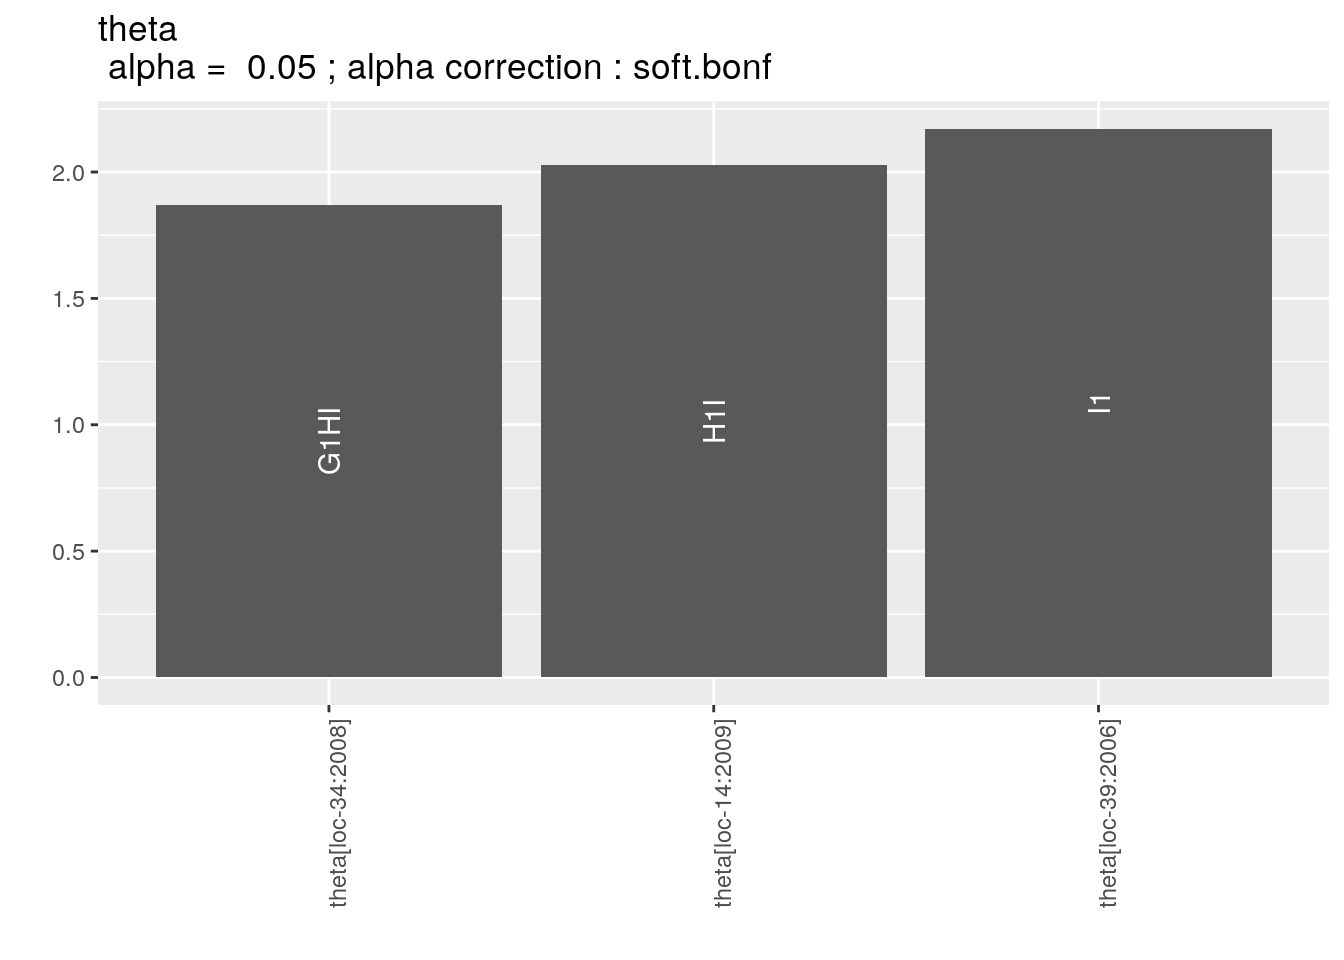 theta
alpha =  0.05 ; alpha correction : soft.bonf
2.0
1.5
1.0
0.5
0.0
G1HI
H1I
I1
theta[loc-34:2008]
theta[loc-14:2009]
theta[loc-39:2006]